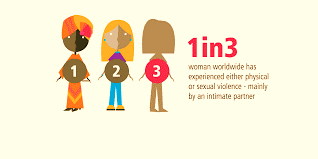 1in3
woman worldwide has
experienced either physical
or sexual violence - mainly
by an intimate partner
1 2 3